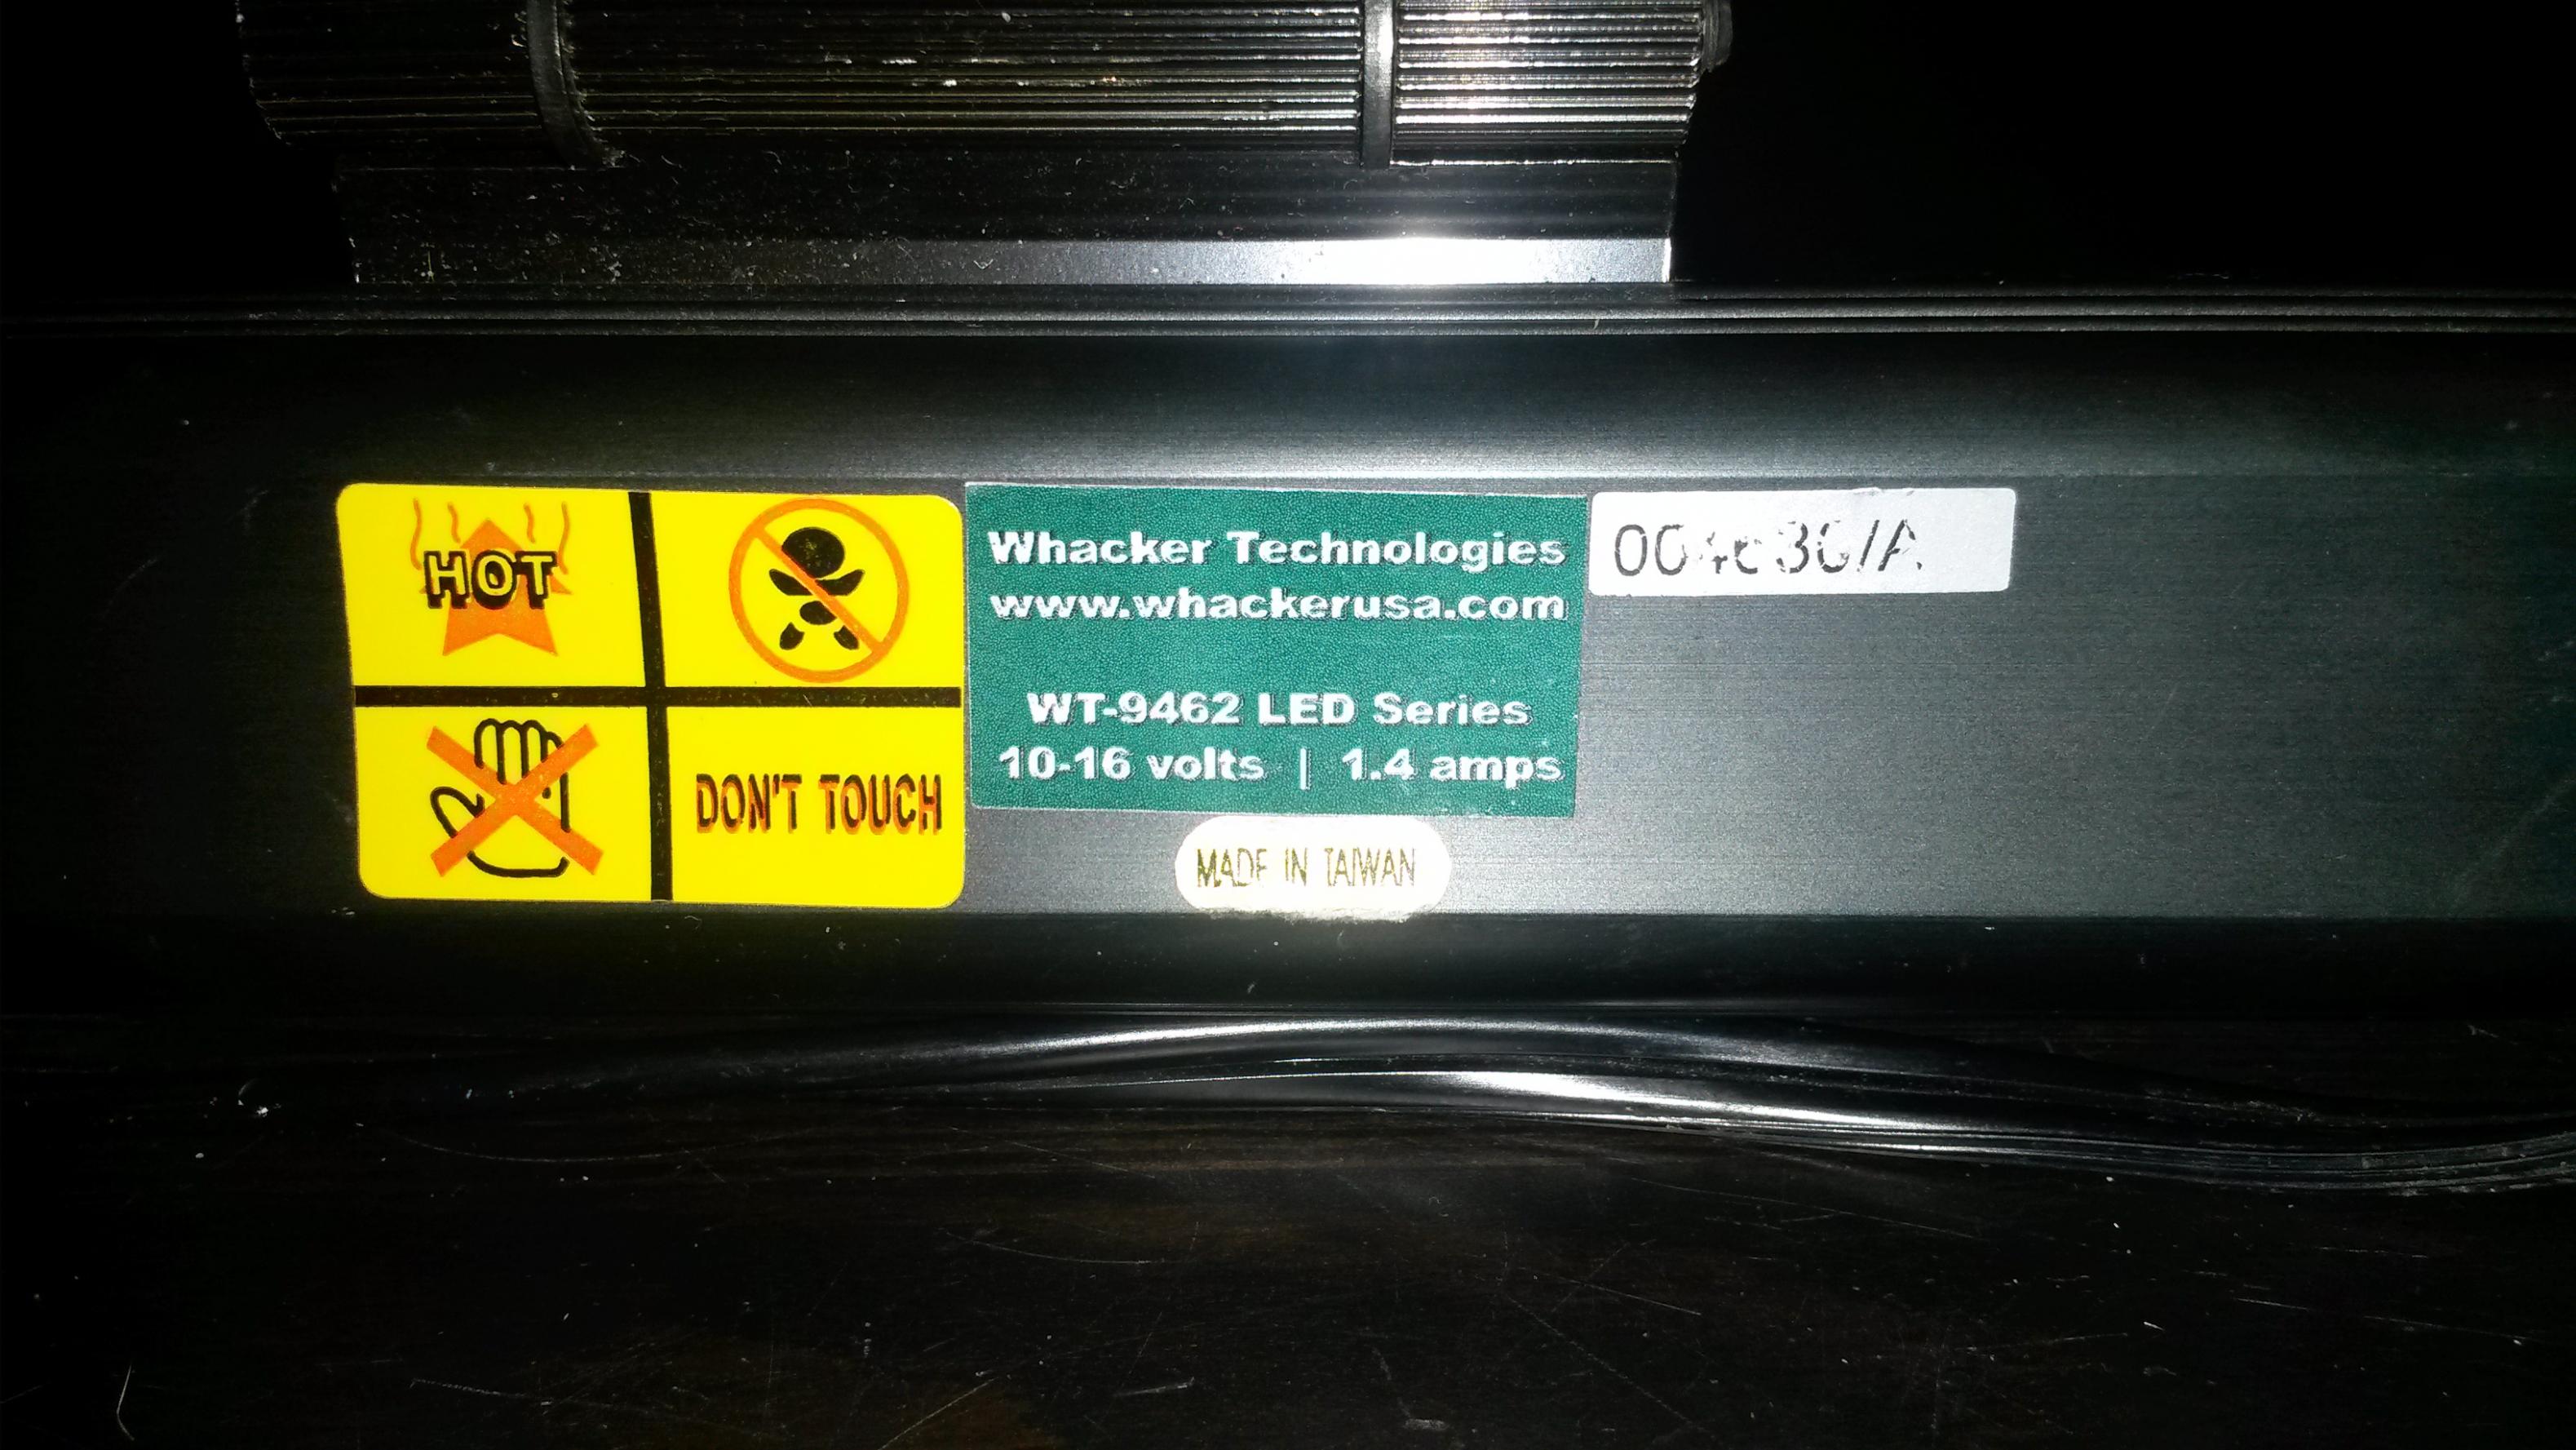 HOT
DON'T TOUCH
Whacker Technologies
www.whackerusa.com
WT-9462 LED Series
10-16 volts | 1.4 amps
MADE IN TAIWAN